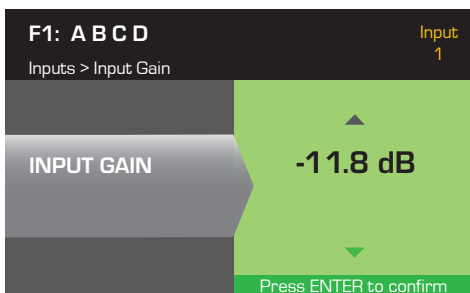 F1: A B C D
Input
1
Inputs > Input Gain
INPUT GAIN
-11.8 dB
Press ENTER to confirm